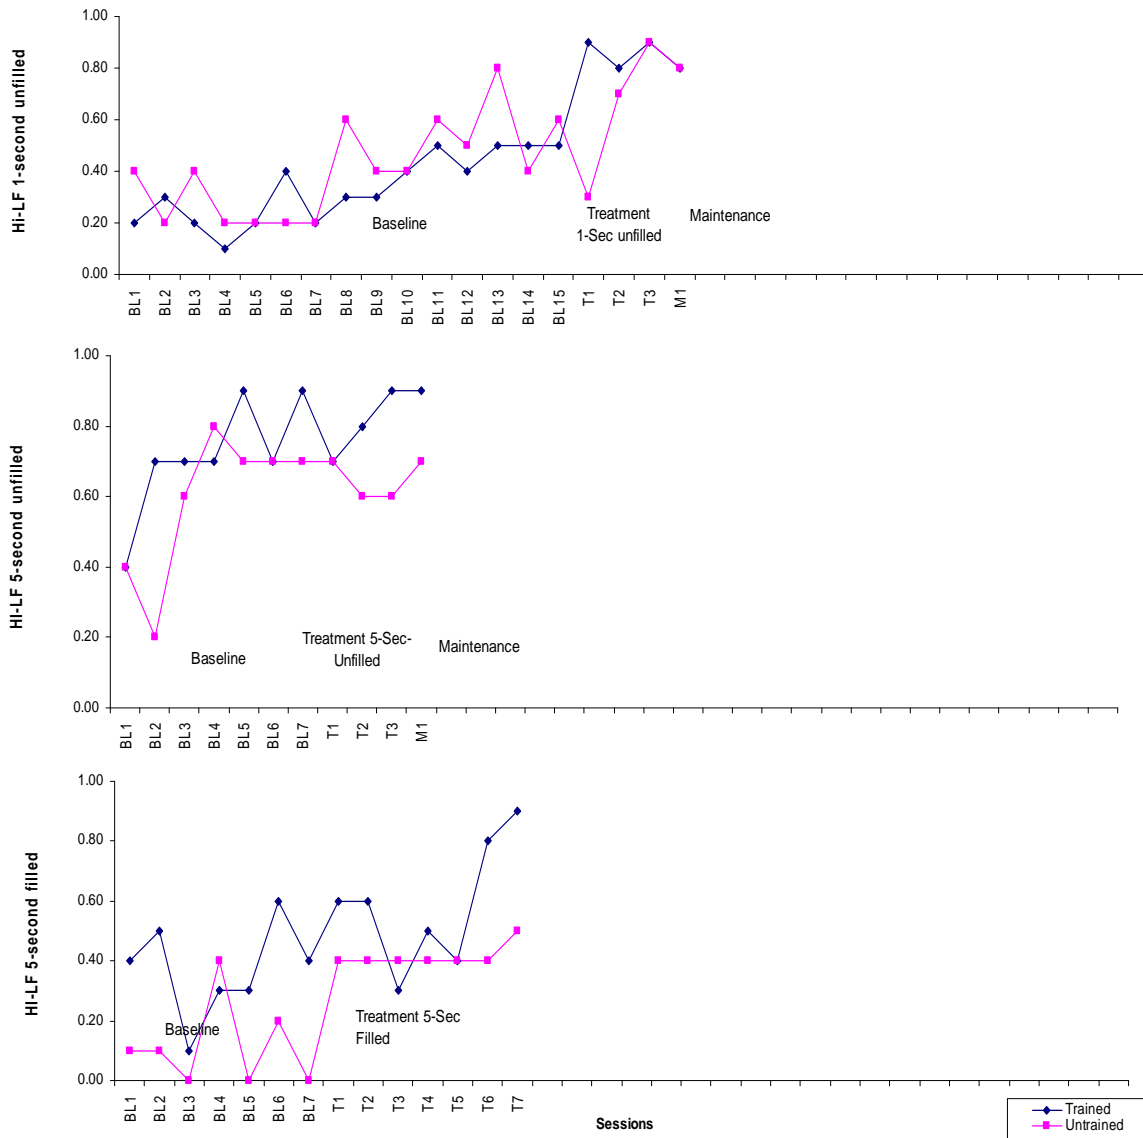 1.00
0.80
0.60
0.40
0.20
0.00
Hi-LF 1-second unfilled
Baseline
Treatment
1-Sec unfilled
Maintenance
BL1 BL2 BL3 BL4 BL5 BL6 BL7 BL8 BL9 BL10 BL11 BL12 BL13 BL14 BL15 T1 T2 T3 M1
1.00
0.80
0.60
0.40
0.20
0.00
HI-LF 5-second unfilled
Baseline
Treatment 5-Sec-
Unfilled
Maintenance
BL1 BL2 BL3 BL4 BL5 BL6 BL7 T1 T2 T3 M1
1.00
0.80
0.60
0.40
0.20
0.00
HI-LF 5-second filled
Baseline
Treatment 5-Sec
Filled
BL1 BL2 BL3 BL4 BL5 BL6 BL7 T1 T2 T3 T4 T5 T6 T7
Sessions
Trained
Untrained